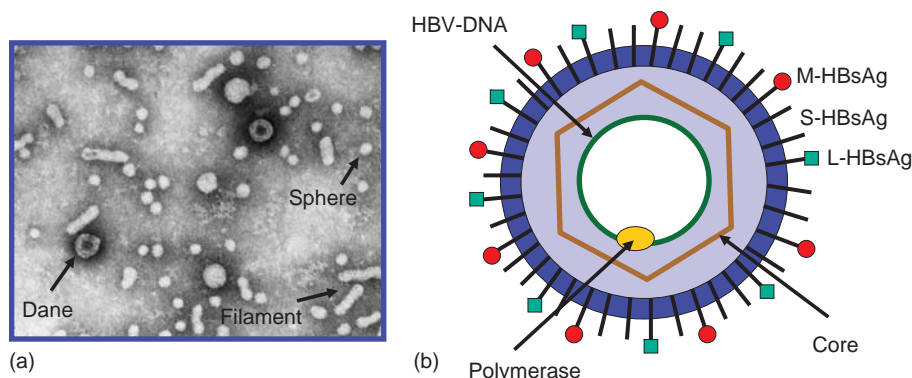 Sphere
Dane
Filament
(a)
HBV-DNA
M-HBsAg
S-HBsAg
L-HBsAg
Core
Polymerase
(b)